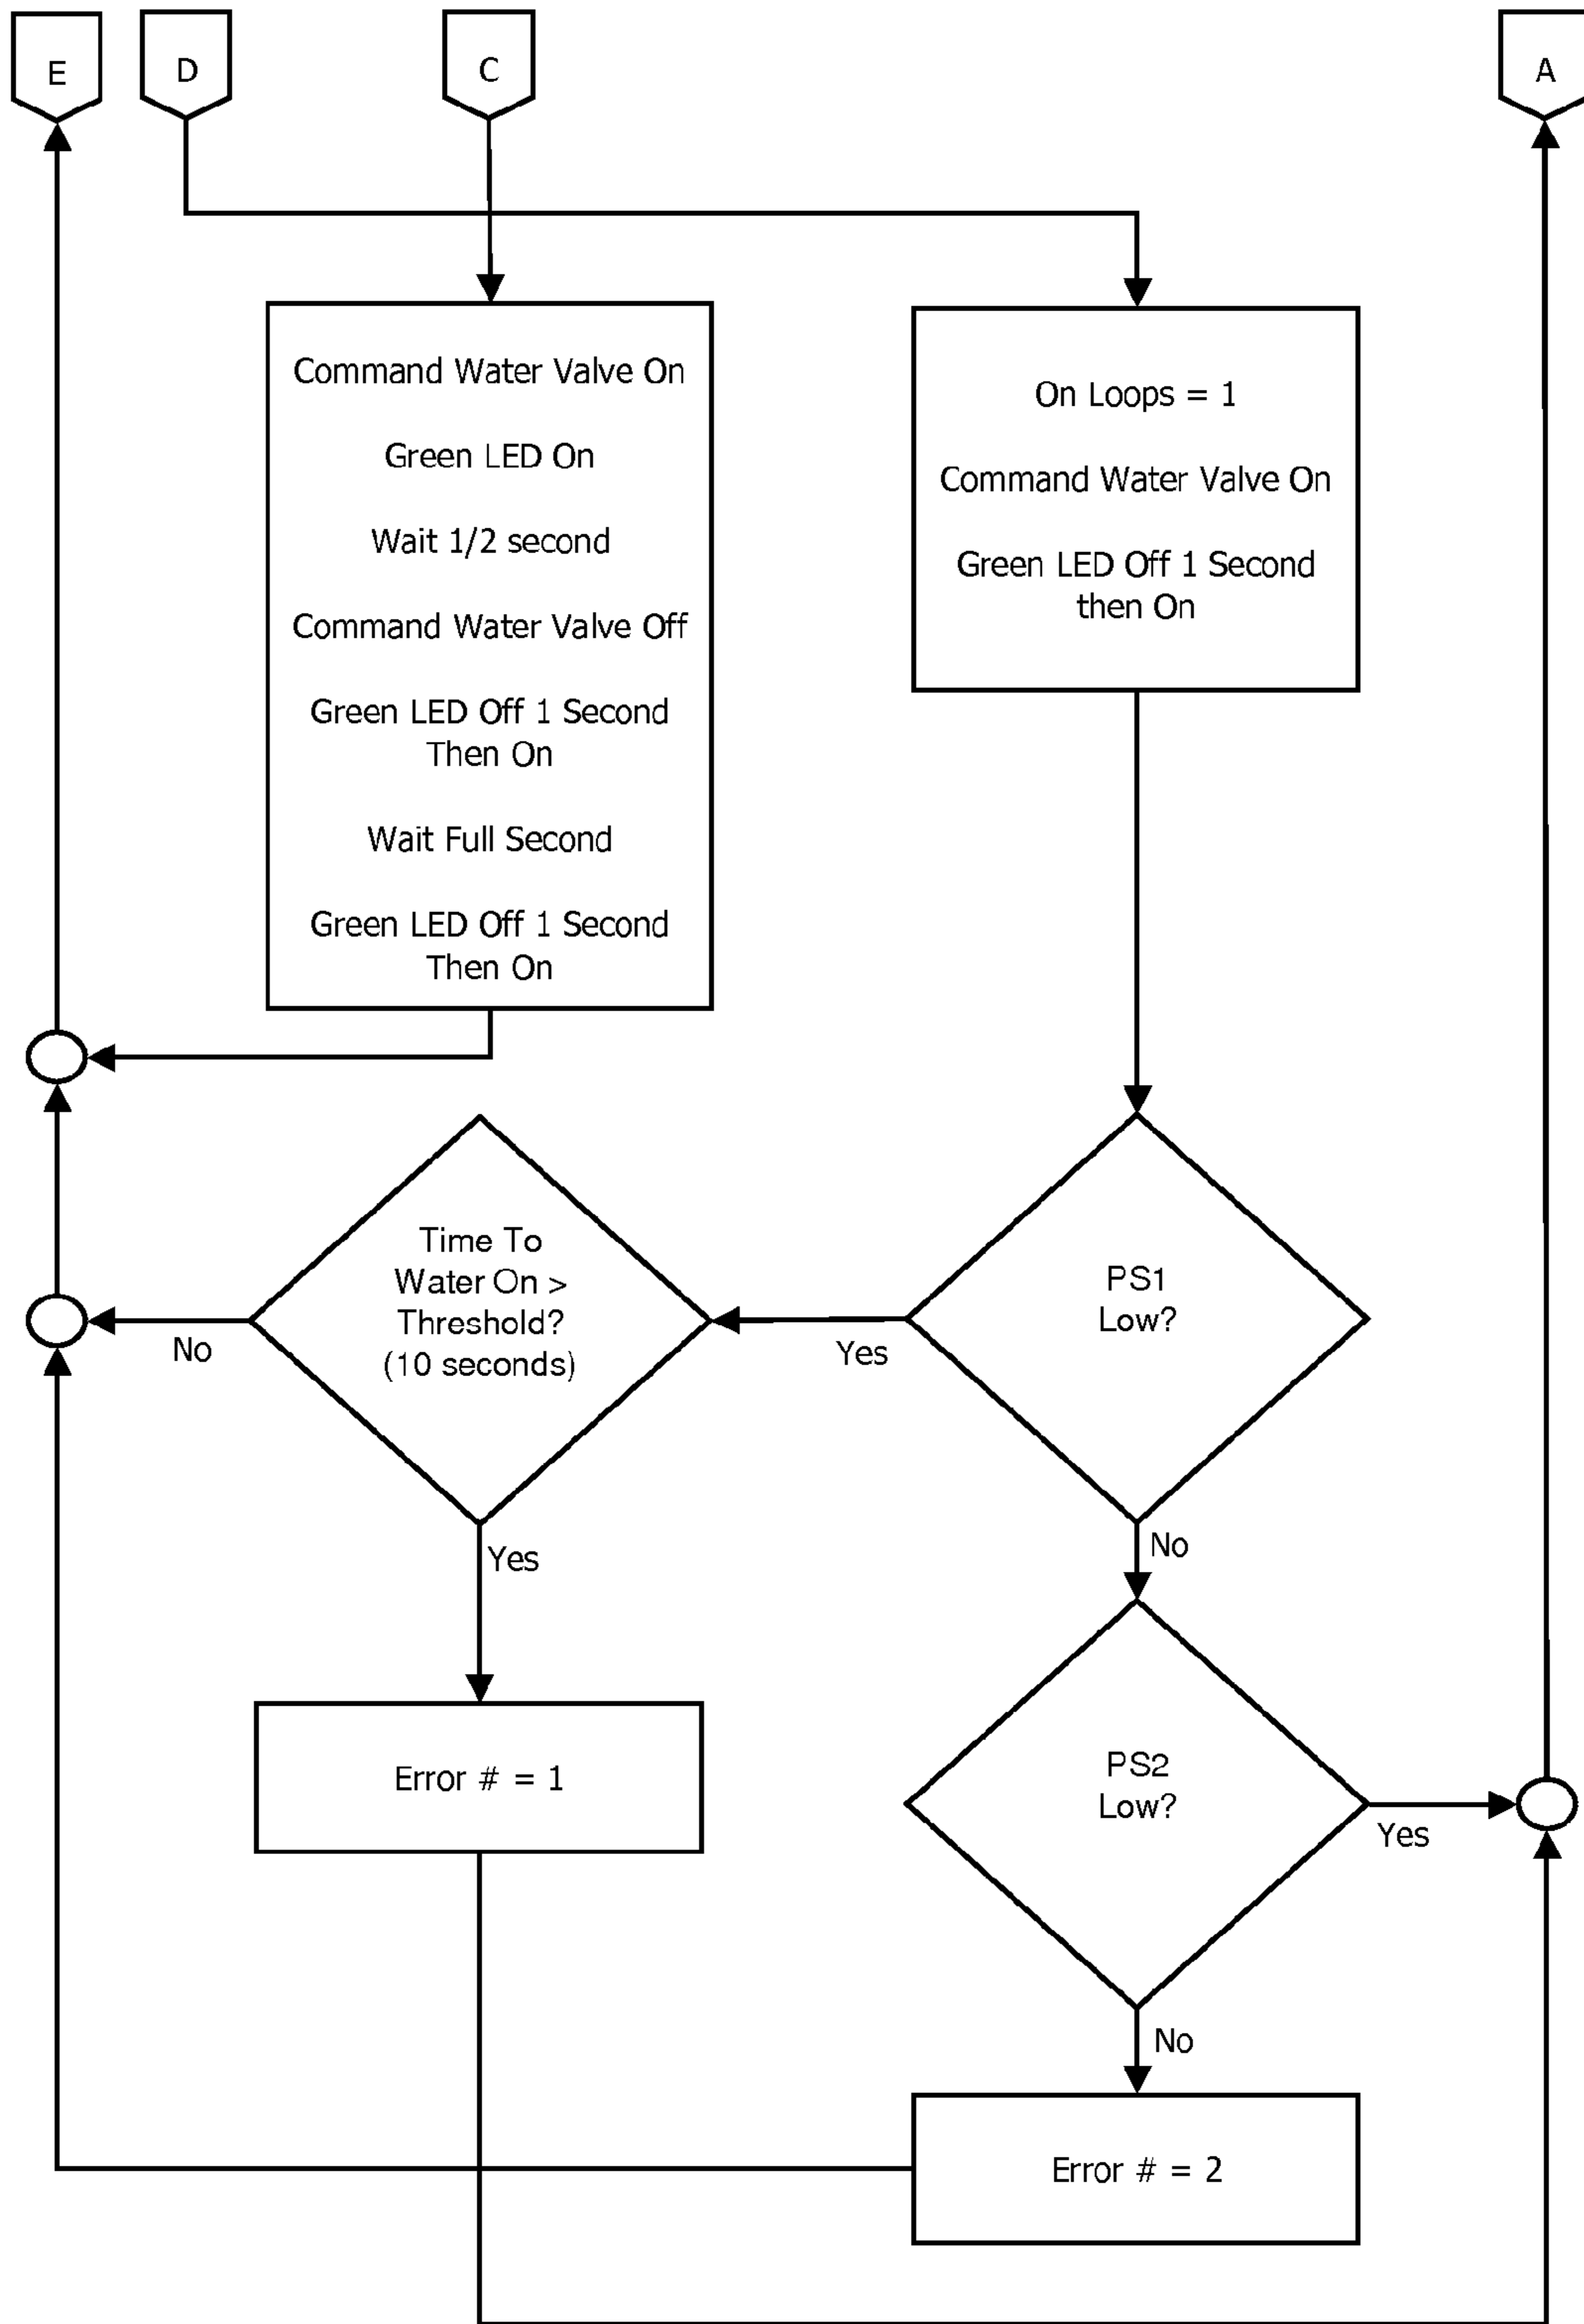 E
D
C
A
Command Water Valve On
Green LED On
Wait 1/2 second
Command Water Valve Off
Green LED Off 1 Second
Then On
Wait Full Second
Green LED Off 1 Second
Then On
On Loops = 1
Command Water Valve On
Green LED Off 1 Second
then On
Time To
Water On >
Threshold?
(10 seconds)
No
Yes
PS1
Low?
Yes
No
Error # = 1
PS2
Low?
Yes
No
Error # = 2